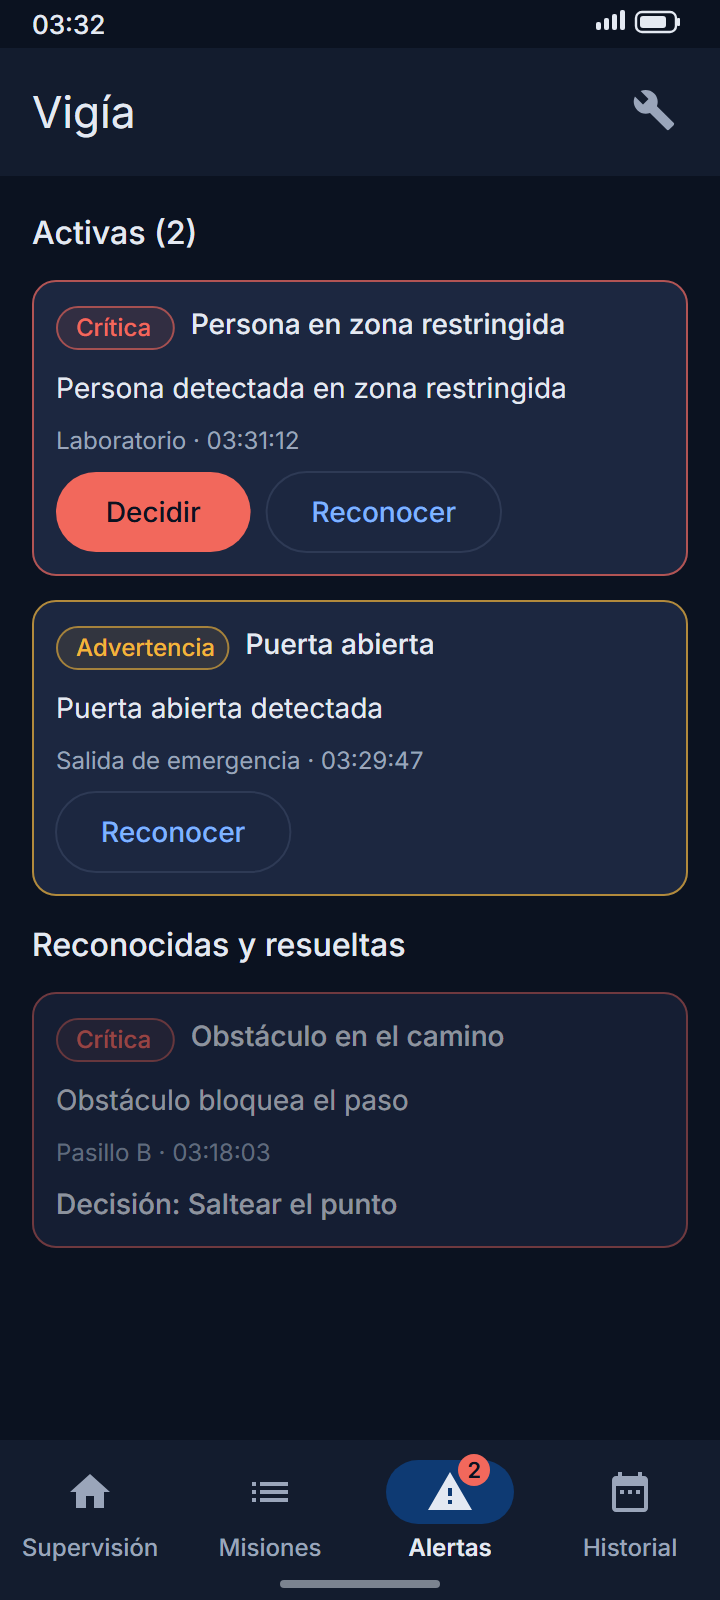 03:32
Vigía
Activas (2)
Crítica Persona en zona restringida
Persona detectada en zona restringida
Laboratorio · 03:31:12
Decidir Reconocer
Advertencia Puerta abierta
Puerta abierta detectada
Salida de emergencia · 03:29:47
Reconocer
Reconocidas y resueltas
Crítica Obstáculo en el camino
Obstáculo bloquea el paso
Pasillo B · 03:18:03
Decisión: Saltear el punto
2
Supervisión Misiones Alertas Historial